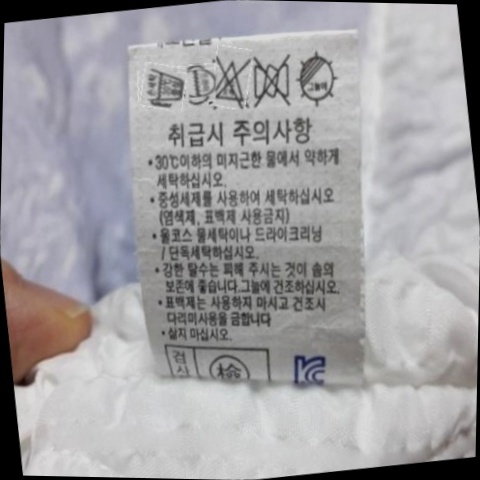 취급시 주의사항
•30℃이하의 미지근한 물에서 약하게
세탁하십시오.
•중성세제를 사용하여 세탁하십시오
(염색제, 표백제 사용금지)
•울코스 물세탁이나 드라이크리닝
/ 단독세탁하십시오.
•강한 탈수는 피해 주시는 것이 솜의
보존에 좋습니다.그늘에 건조하십시오.
•표백제는 사용하지 마시고 건조시
다리미사용을 금합니다
•삶지 마십시오.
검
檢